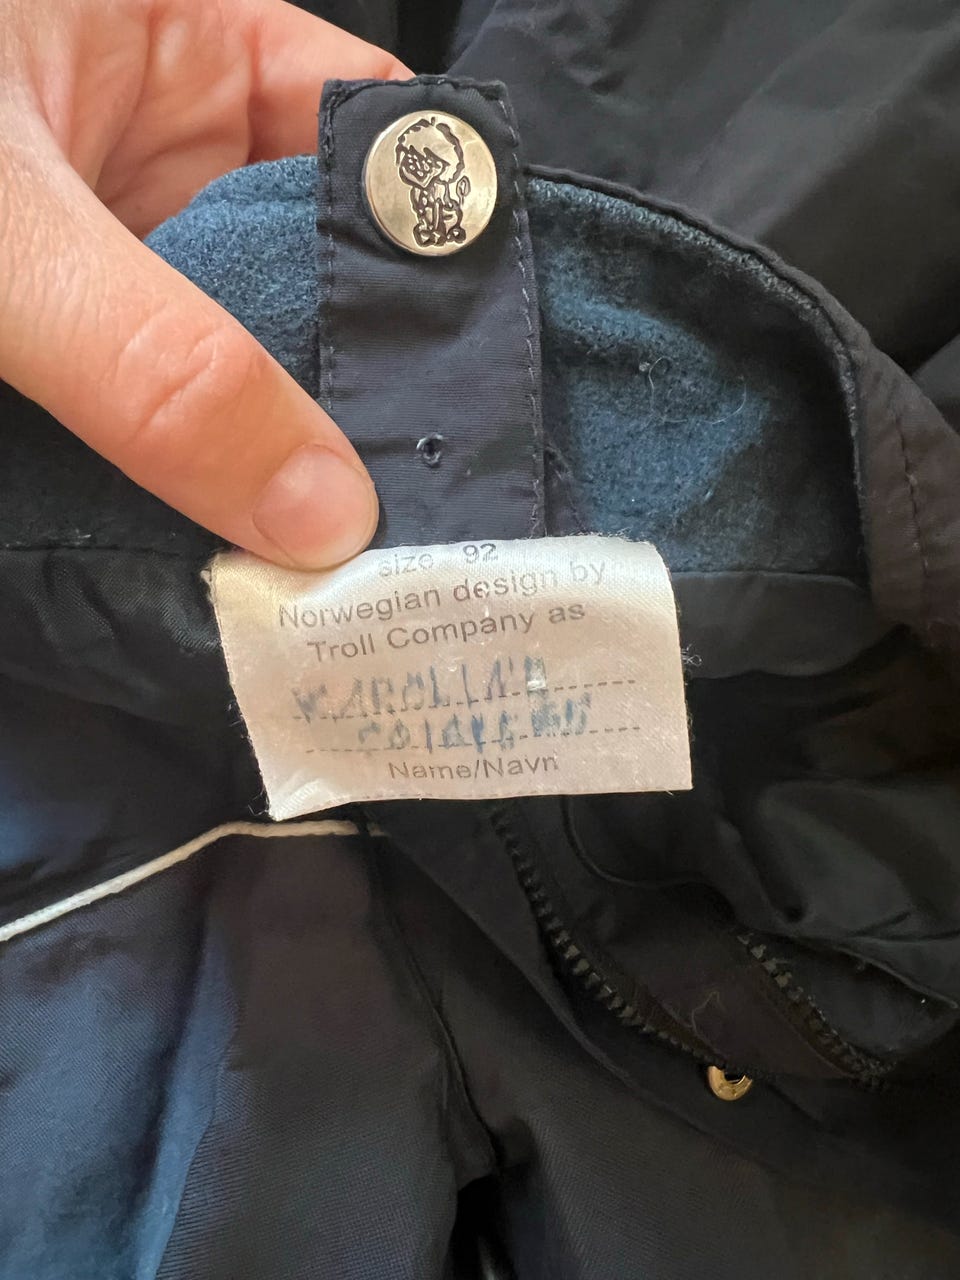 size 92
Norwegian design by
Troll Company as
Name/Navn